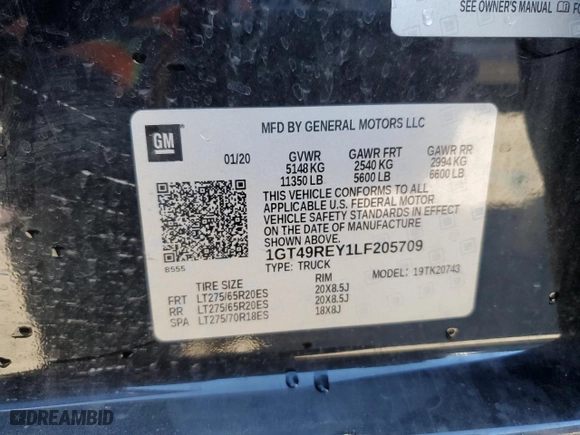 SEE OWNER'S MANUAL
GM
MFD BY GENERAL MOTORS LLC
01/20 GVWR GAWR FRT GAWR RR
5148 KG 2540 KG 2994 KG
11350 LB 5600 LB 6600 LB
THIS VEHICLE CONFORMS TO ALL
APPLICABLE U.S. FEDERAL MOTOR
VEHICLE SAFETY STANDARDS IN EFFECT
ON THE DATE OF MANUFACTURE
SHOWN ABOVE.
8555
1GT49REY1LF205709
TYPE: TRUCK
MODEL: 19TK20743
TIRE SIZE RIM
FRT LT275/65R20ES 20X8.5J
RR LT275/65R20ES 20X8.5J
SPA LT275/70R18ES 18X8J
DREAMBID